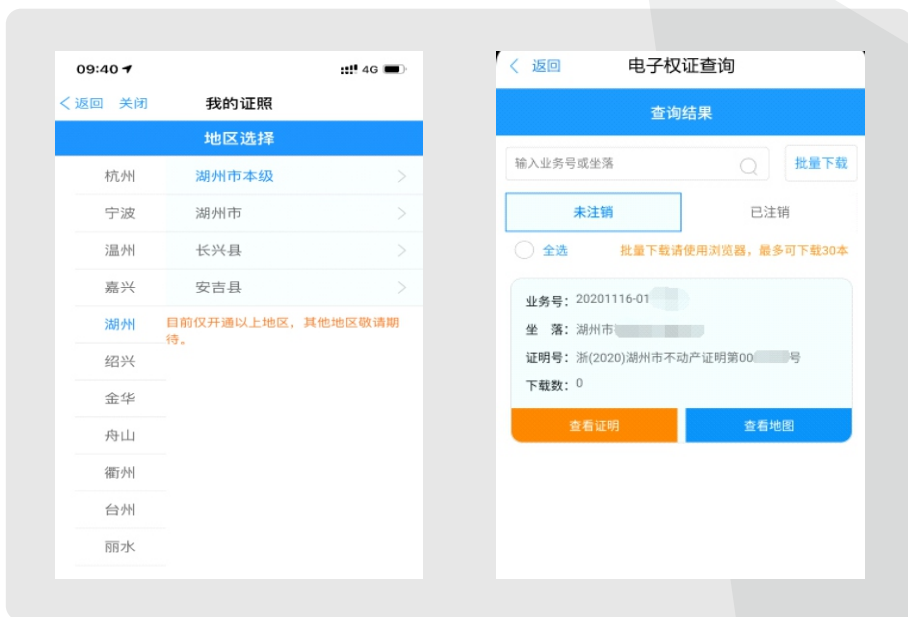 09:40
4G
返回 关闭 我的证照
地区选择
杭州
宁波
温州
嘉兴
湖州
绍兴
金华
舟山
衢州
台州
丽水
湖州市本级
湖州市
长兴县
安吉县
目前仅开通以上地区，其他地区敬请期
待。
返回 电子权证查询
查询结果
输入业务号或坐落
批量下载
未注销 已注销
全选 批量下载请使用浏览器，最多可下载30本
业务号：20201116-01
坐 落：湖州市
证明号：浙(2020)湖州市不动产证明第00 号
下载数：0
查看证明 查看地图